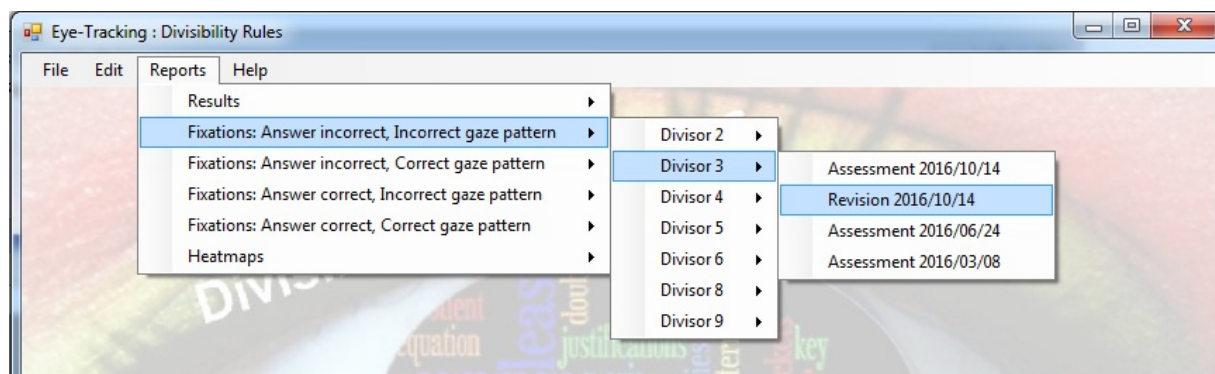 Eye-Tracking : Divisibility Rules
File Edit Reports Help
Results
Fixations: Answer incorrect, Incorrect gaze pattern
Fixations: Answer incorrect, Correct gaze pattern
Fixations: Answer correct, Incorrect gaze pattern
Fixations: Answer correct, Correct gaze pattern
Heatmaps
Divisor 2
Divisor 3
Divisor 4
Divisor 5
Divisor 6
Divisor 8
Divisor 9
Assessment 2016/10/14
Revision 2016/10/14
Assessment 2016/06/24
Assessment 2016/03/08
equation
justifications
key